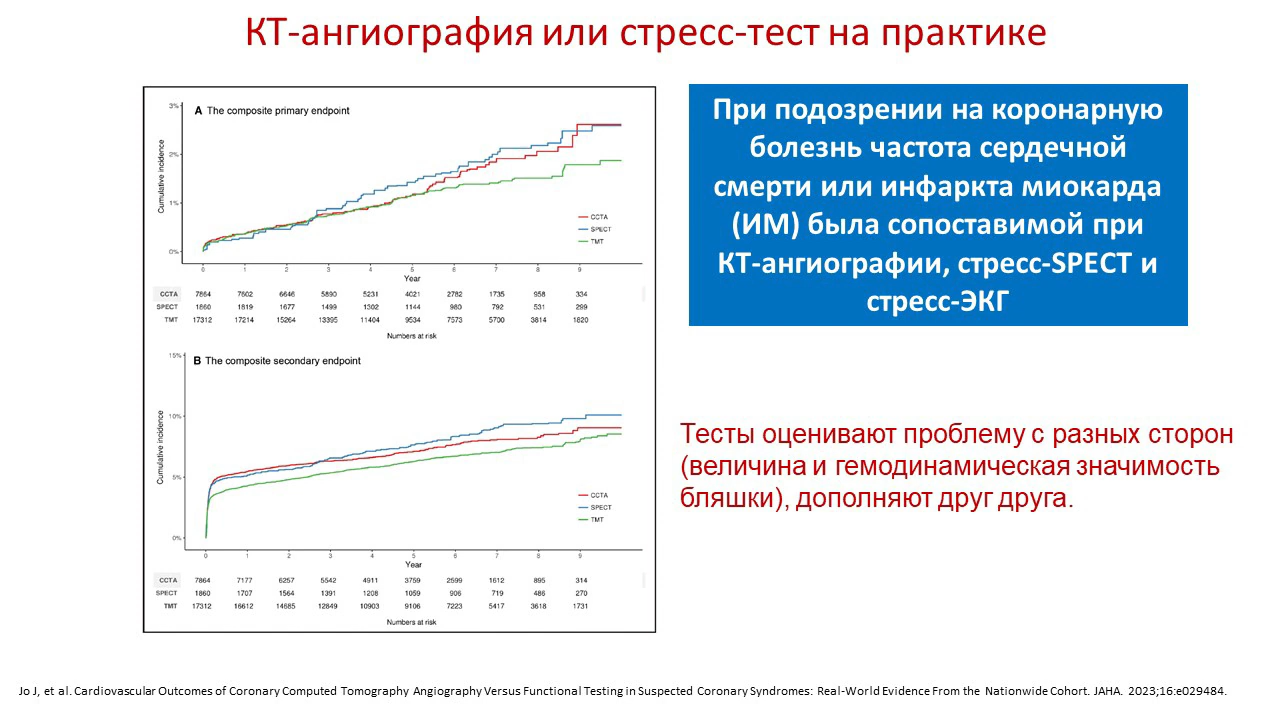 КТ-ангиография или стресс-тест на практике
A The composite primary endpoint
3%
2%
1%
0%
Cumulative incidence
CCTA
SPECT
TMT
0 1 2 3 4 5 6 7 8 9
Year
CCTA 7864 7602 6646 5890 5231 4021 2782 1735 958 334
SPECT 1860 1819 1677 1499 1302 1144 980 792 531 299
TMT 17312 17214 15264 13395 11404 9534 7573 5700 3814 1820
Numbers at risk
B The composite secondary endpoint
15%
10%
5%
0%
Cumulative incidence
CCTA
SPECT
TMT
0 1 2 3 4 5 6 7 8 9
Year
CCTA 7864 7177 6257 5542 4911 3759 2599 1612 895 314
SPECT 1860 1707 1564 1391 1208 1059 906 719 486 270
TMT 17312 16612 14685 12849 10903 9106 7223 5417 3618 1731
Numbers at risk
При подозрении на коронарную
болезнь частота сердечной
смерти или инфаркта миокарда
(ИМ) была сопоставимой при
КТ-ангиографии, стресс-SPECT и
стресс-ЭКГ
Тесты оценивают проблему с разных сторон
(величина и гемодинамическая значимость
бляшки), дополняют друг друга.
Jo J, et al. Cardiovascular Outcomes of Coronary Computed Tomography Angiography Versus Functional Testing in Suspected Coronary Syndromes: Real-World Evidence From the Nationwide Cohort. JAHA. 2023;16:e029484.